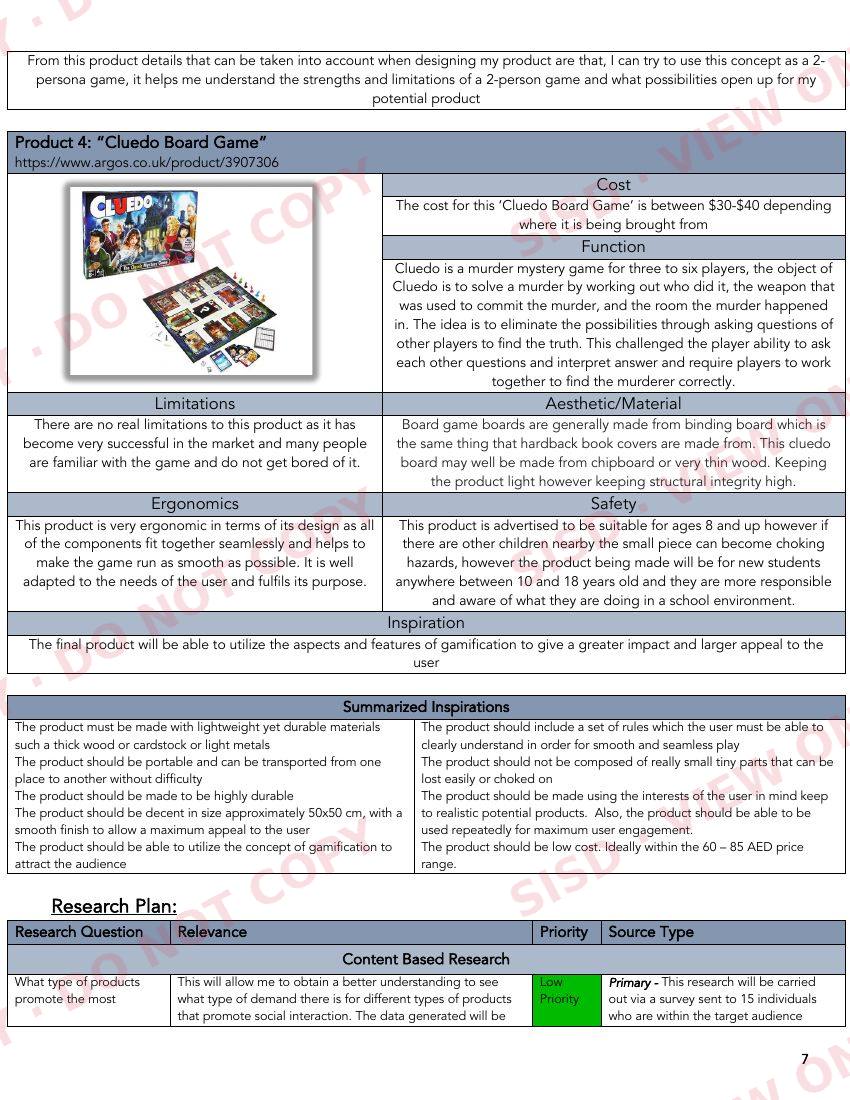 From this product details that can be taken into account when designing my product are that, I can try to use this concept as a 2-
persona game, it helps me understand the strengths and limitations of a 2-person game and what possibilities open up for my
potential product
Product 4: “Cluedo Board Game”
https://www.argos.co.uk/product/3907306
CLUEDO
Cost
The cost for this ‘Cluedo Board Game’ is between $30-$40 depending
where it is being brought from
Function
Cluedo is a murder mystery game for three to six players, the object of
Cluedo is to solve a murder by working out who did it, the weapon that
was used to commit the murder, and the room the murder happened
in. The idea is to eliminate the possibilities through asking questions of
other players to find the truth. This challenged the player ability to ask
each other questions and interpret answer and require players to work
together to find the murderer correctly.
Limitations
There are no real limitations to this product as it has
become very successful in the market and many people
are familiar with the game and do not get bored of it.
Aesthetic/Material
Board game boards are generally made from binding board which is
the same thing that hardback book covers are made from. This cluedo
board may well be made from chipboard or very thin wood. Keeping
the product light however keeping structural integrity high.
Ergonomics
This product is very ergonomic in terms of its design as all
of the components fit together seamlessly and helps to
make the game run as smooth as possible. It is well
adapted to the needs of the user and fulfils its purpose.
Safety
This product is advertised to be suitable for ages 8 and up however if
there are other children nearby the small piece can become choking
hazards, however the product being made will be for new students
anywhere between 10 and 18 years old and they are more responsible
and aware of what they are doing in a school environment.
Inspiration
The final product will be able to utilize the aspects and features of gamification to give a greater impact and larger appeal to the
user
Summarized Inspirations
The product must be made with lightweight yet durable materials
such a thick wood or cardstock or light metals
The product should be portable and can be transported from one
place to another without difficulty
The product should be made to be highly durable
The product should be decent in size approximately 50x50 cm, with a
smooth finish to allow a maximum appeal to the user
The product should be able to utilize the concept of gamification to
attract the audience
The product should include a set of rules which the user must be able to
clearly understand in order for smooth and seamless play
The product should not be composed of really small tiny parts that can be
lost easily or choked on
The product should be made using the interests of the user in mind keep
to realistic potential products. Also, the product should be able to be
used repeatedly for maximum user engagement.
The product should be low cost. Ideally within the 60 – 85 AED price
range.
Research Plan:
Research Question
Relevance
Priority
Source Type
Content Based Research
What type of products
promote the most
This will allow me to obtain a better understanding to see
what type of demand there is for different types of products
that promote social interaction. The data generated will be
Low
Priority
Primary - This research will be carried
out via a survey sent to 15 individuals
who are within the target audience
7
SISD · VIEW ON
Y · DO NOT COPY
SISD · VIEW ON
Y · DO NOT COPY
SISD · VIEW ON
Y · DO NOT COPY